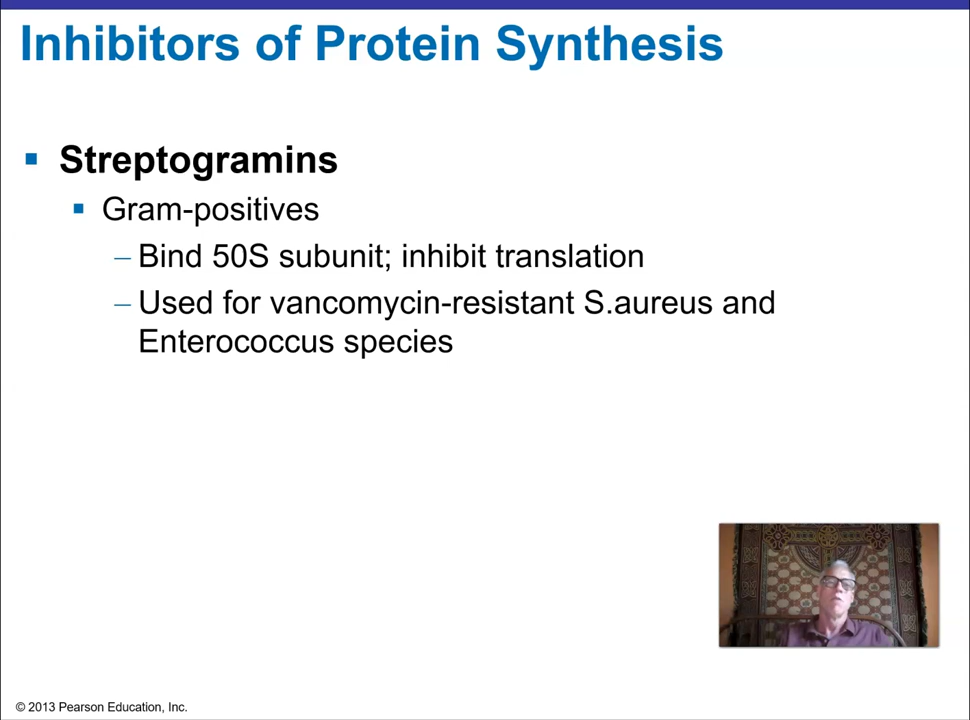 Inhibitors of Protein Synthesis
Streptogramins
Gram-positives
– Bind 50S subunit; inhibit translation
– Used for vancomycin-resistant S.aureus and
Enterococcus species
© 2013 Pearson Education, Inc.